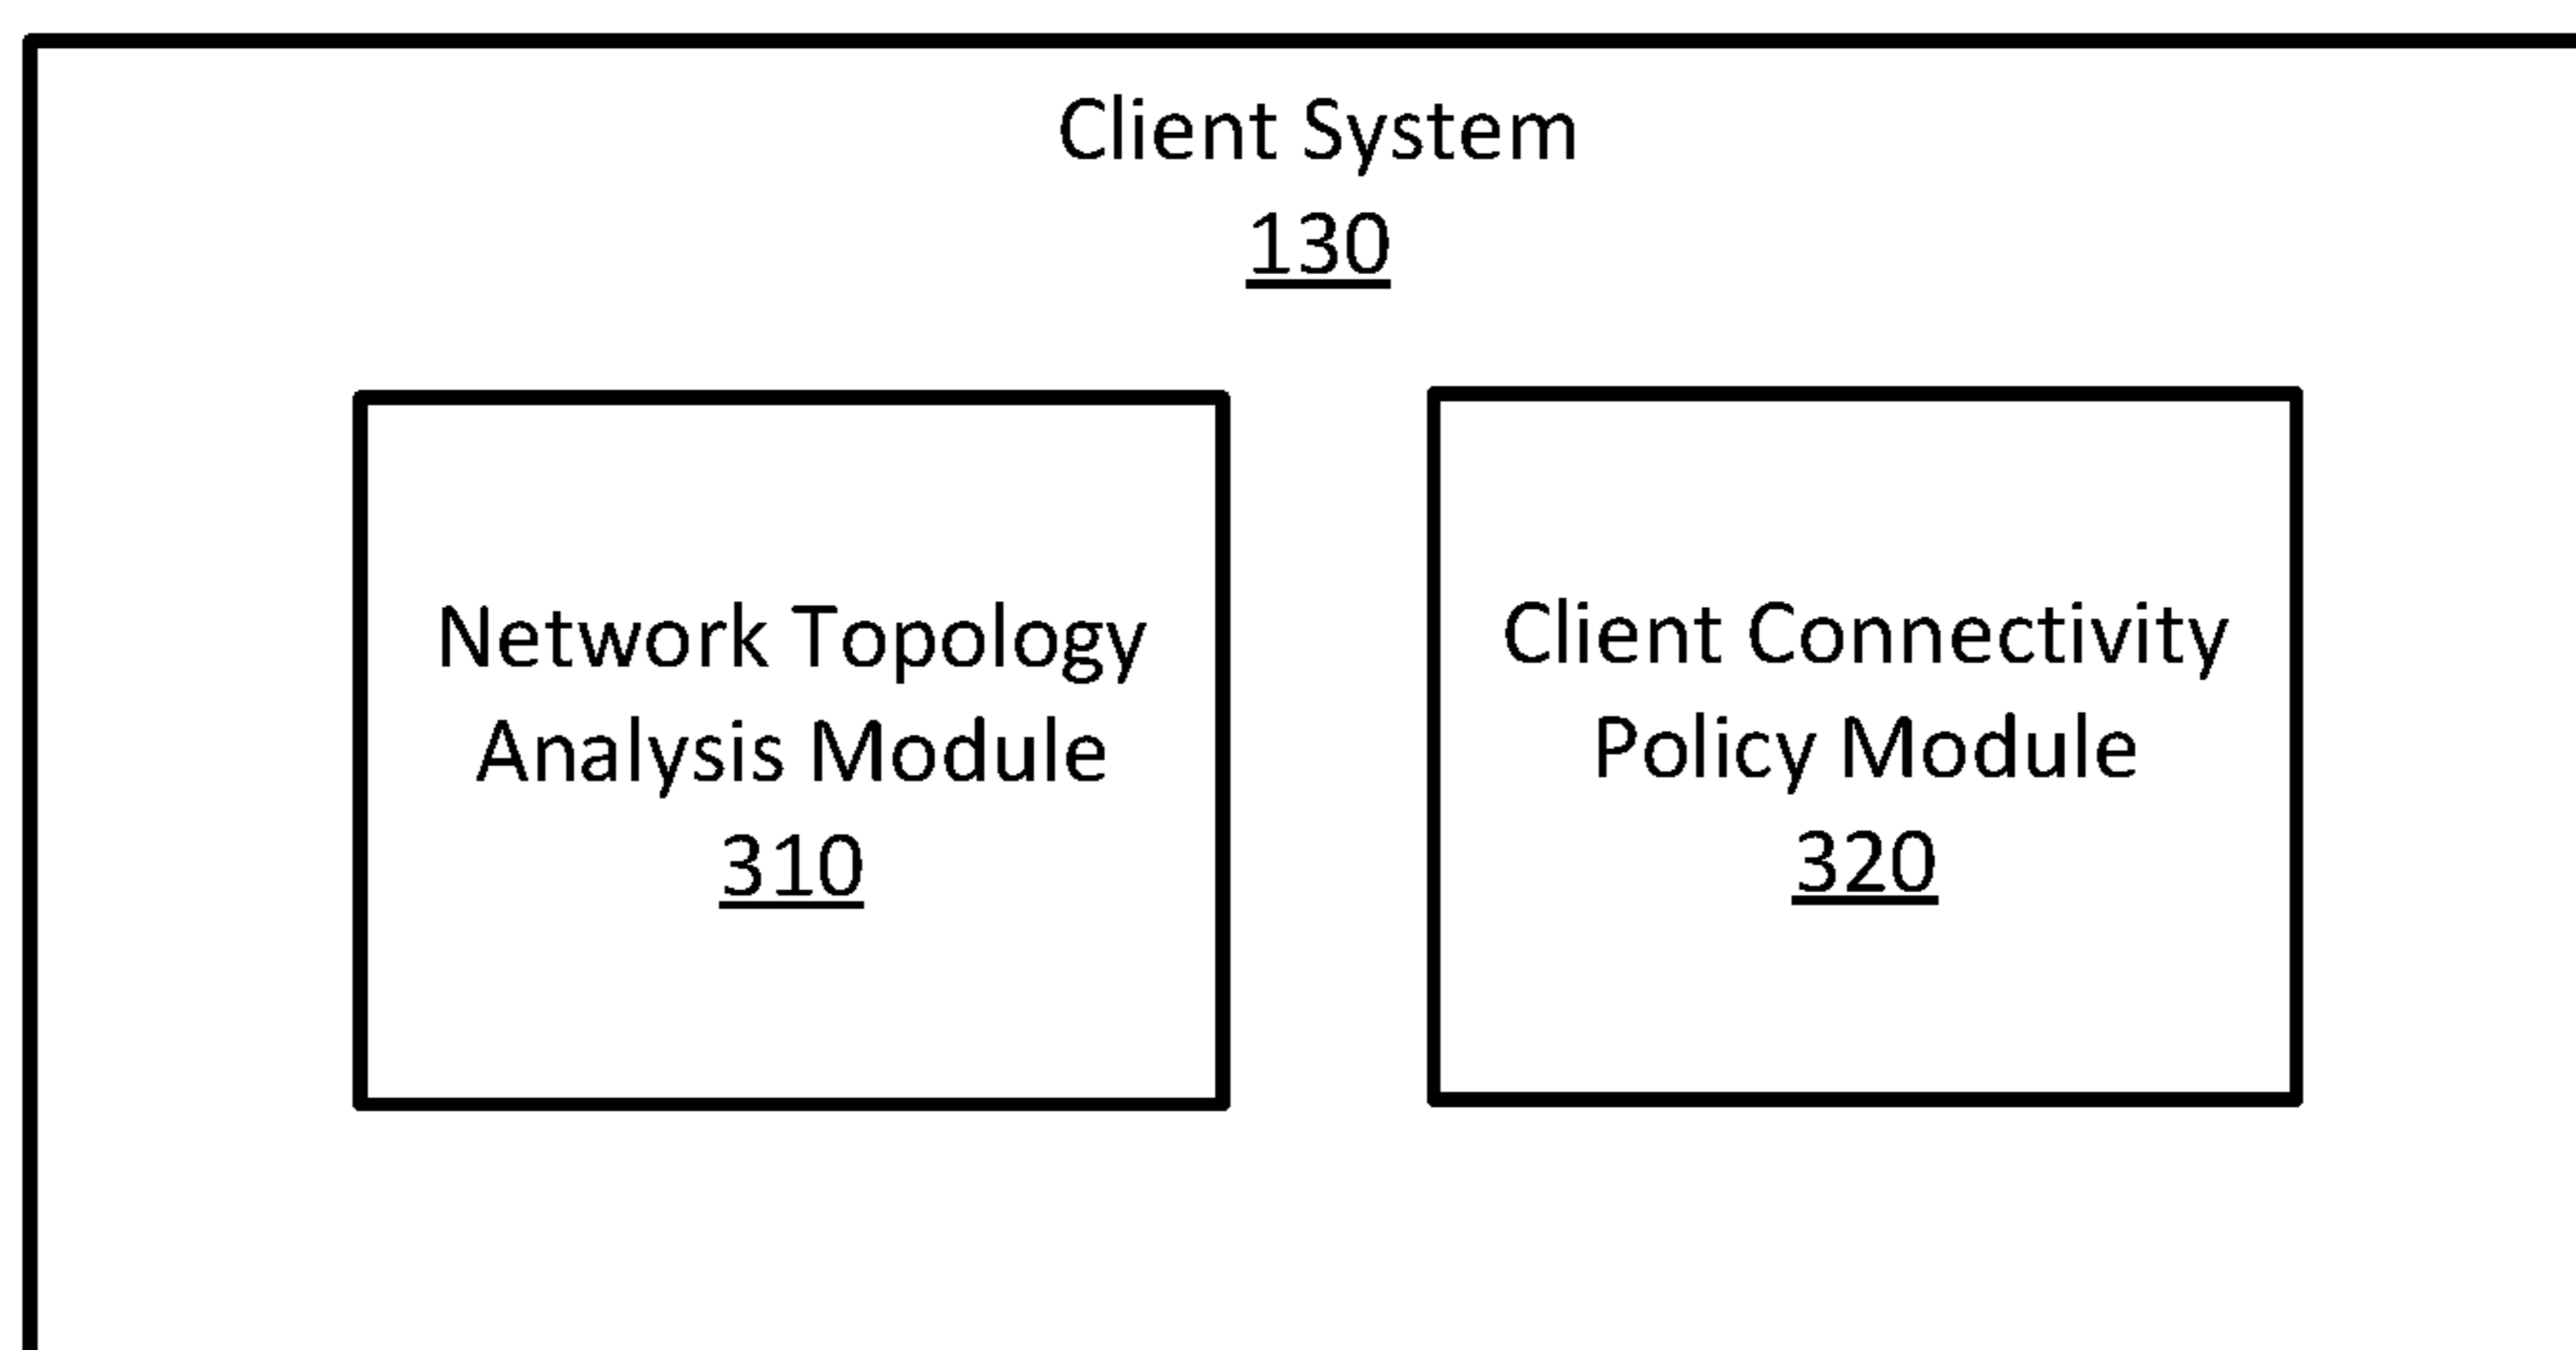 Client System
130
Network Topology
Analysis Module
310
Client Connectivity
Policy Module
320